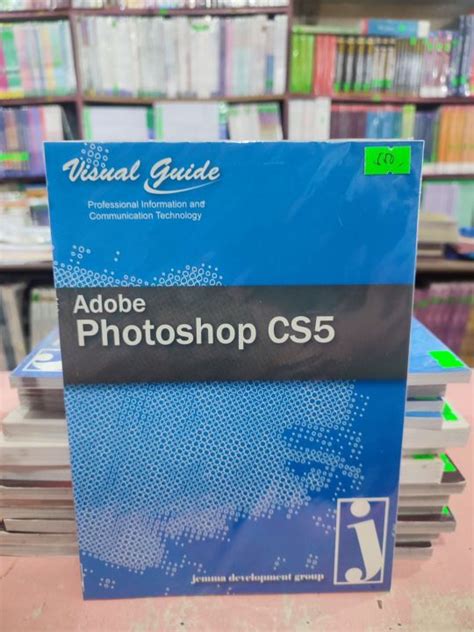 Visual Guide
Professional Information and
Communication Technology
Adobe
Photoshop CS5
j
jemma development group